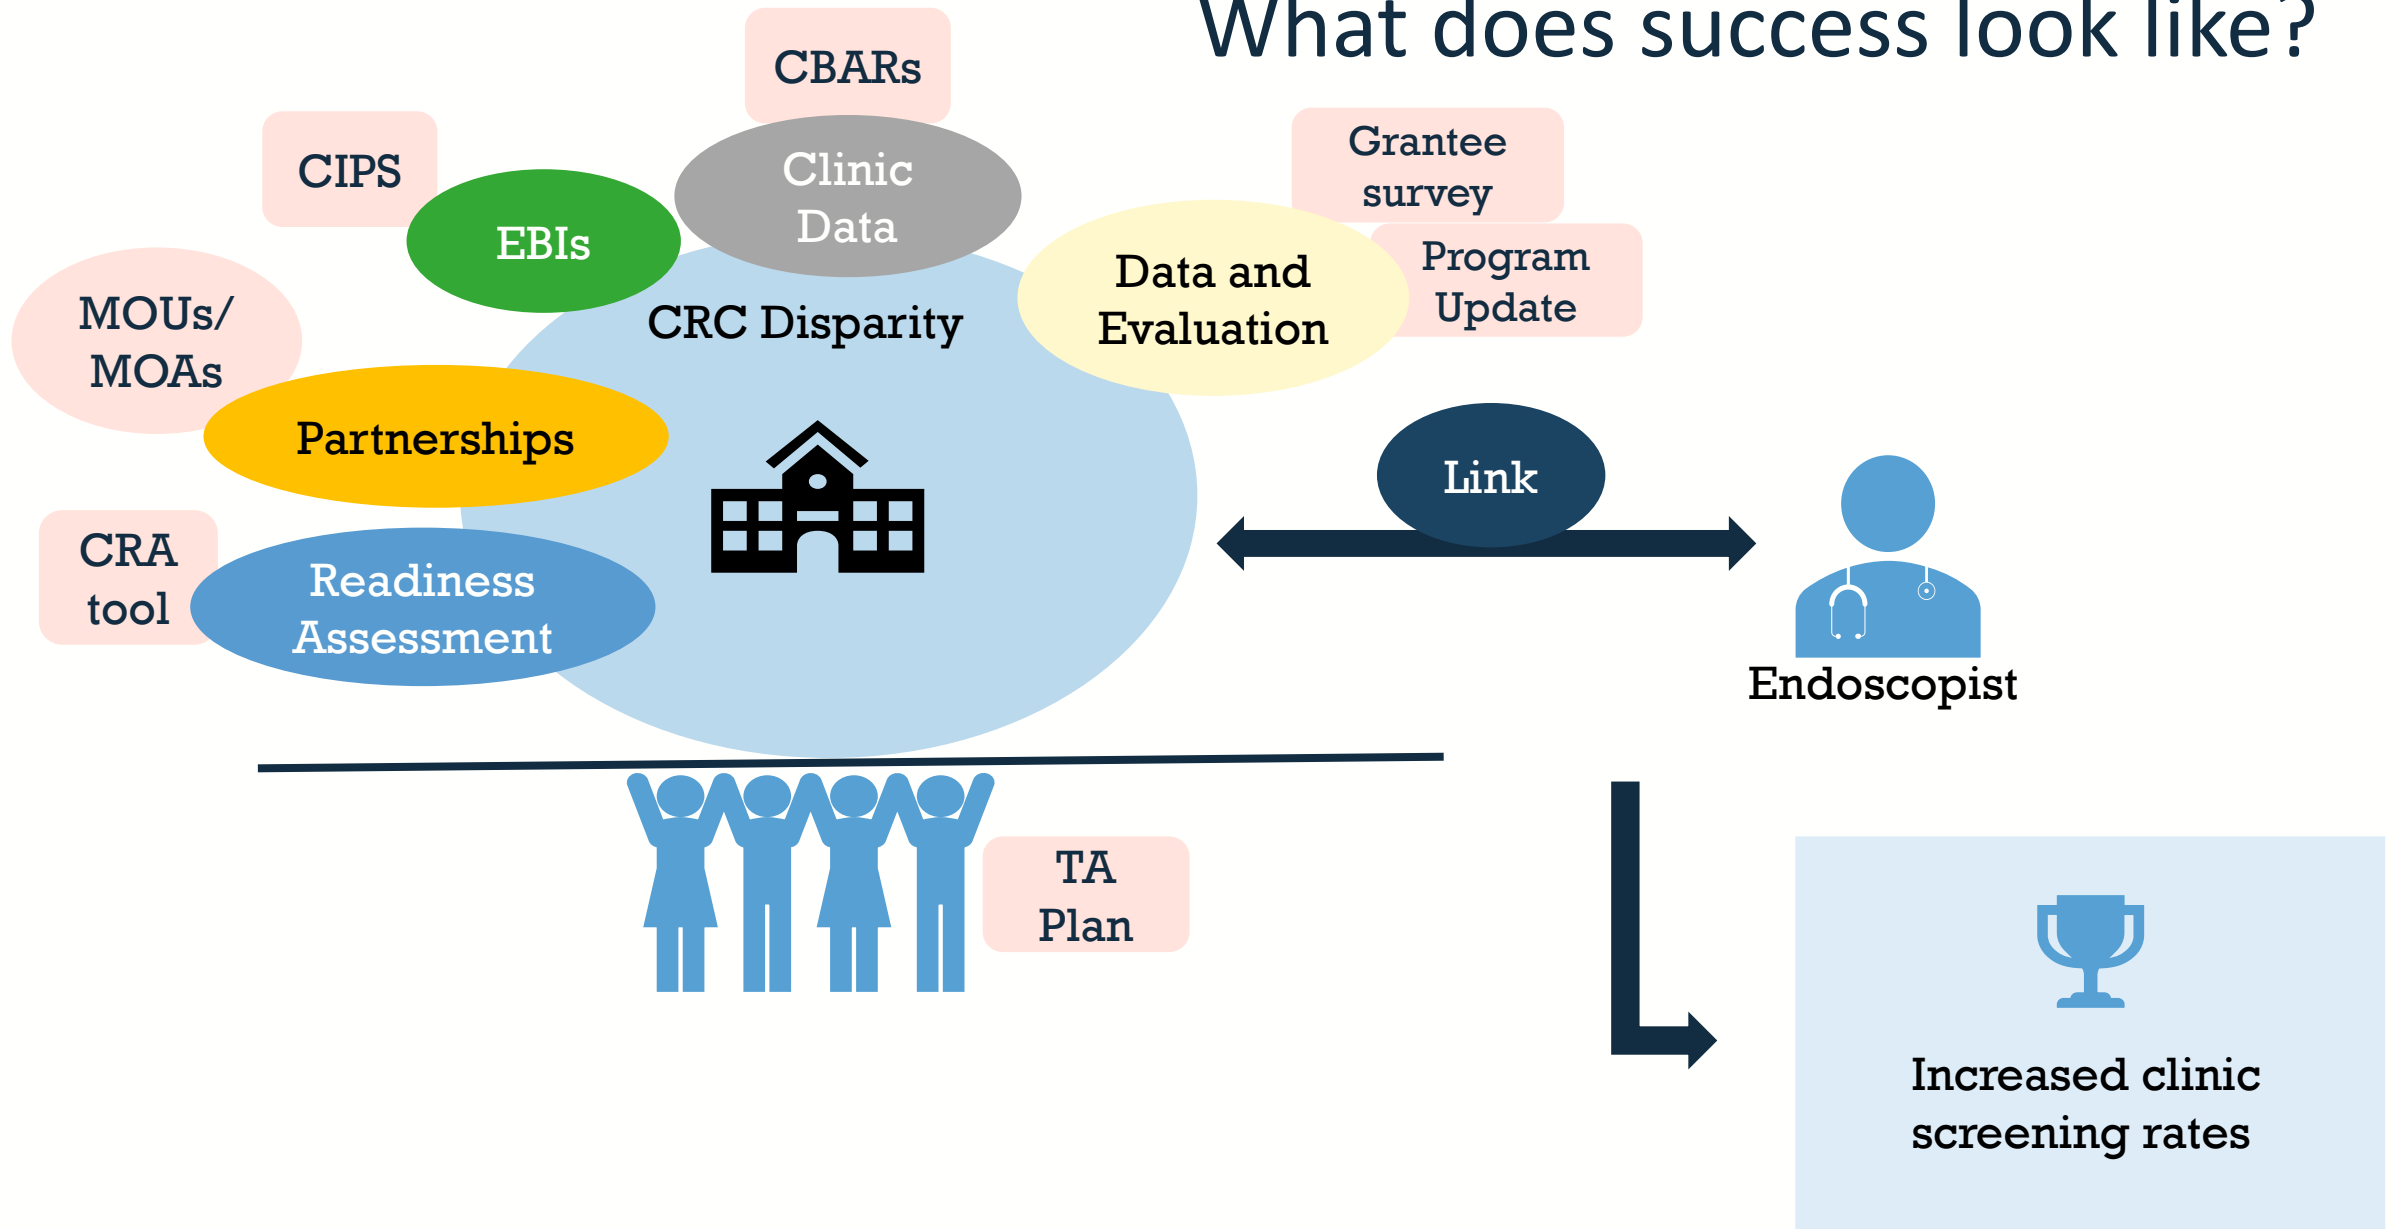 What does success look like?
CBARs
CIPS
Clinic
Data
EBIs
Grantee
survey
Program
Update
Data and
Evaluation
MOUs/
MOAs
CRC Disparity
Partnerships
Link
CRA
tool
Readiness
Assessment
Endoscopist
TA
Plan
Increased clinic
screening rates